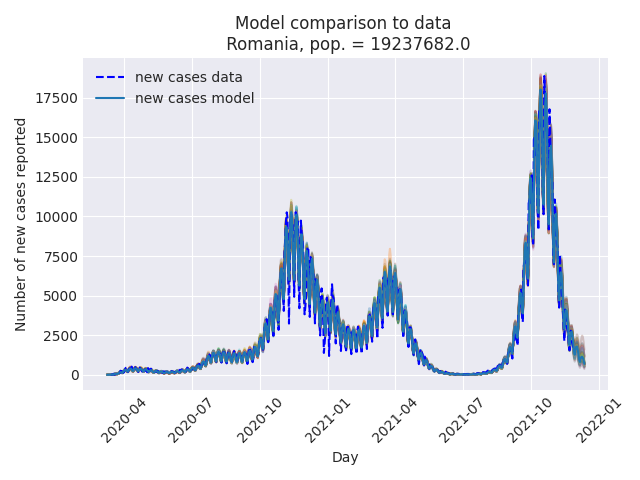 Model comparison to data
Romania, pop. = 19237682.0
new cases data
new cases model
Number of new cases reported
17500
15000
12500
10000
7500
5000
2500
0
2020-04
2020-07
2020-10
2021-01
2021-04
2021-07
2021-10
2022-01
Day